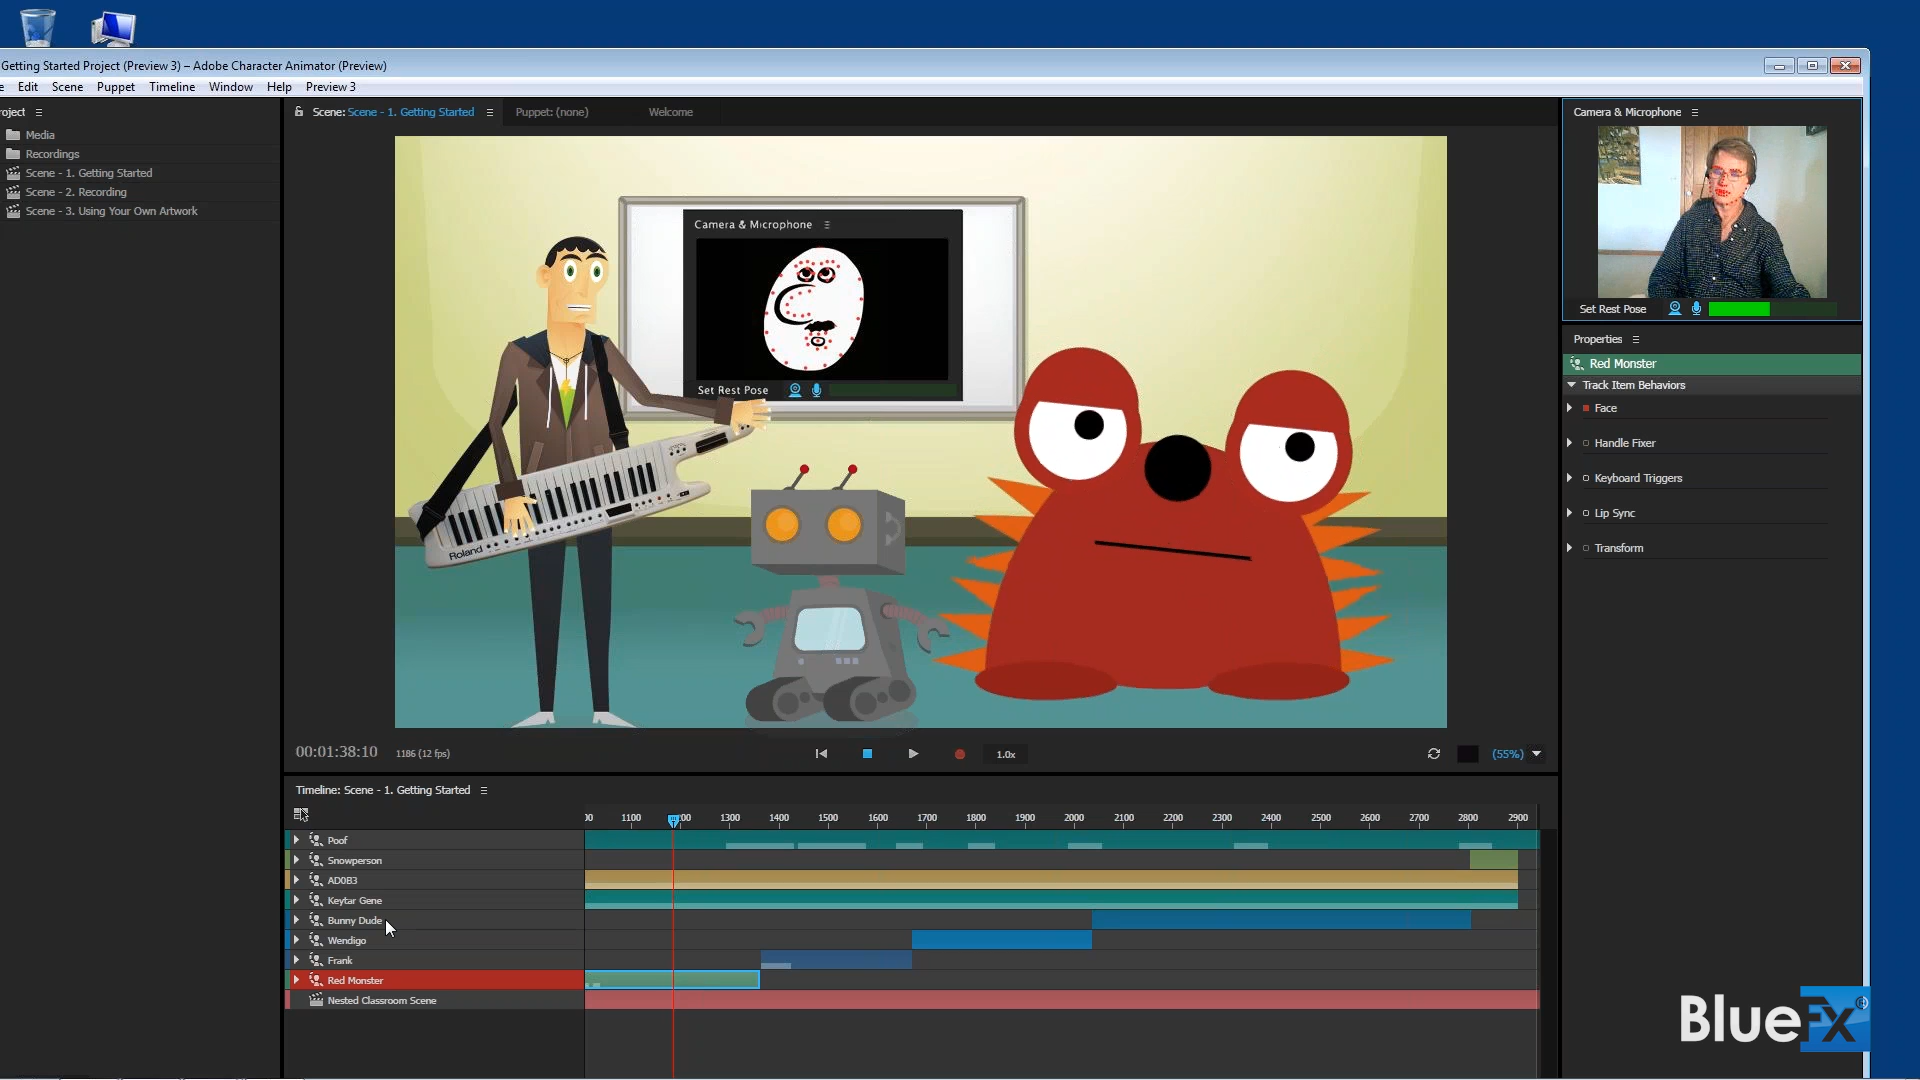 Getting Started Project (Preview 3) – Adobe Character Animator (Preview)
e Edit Scene Puppet Timeline Window Help Preview 3
roject
Media
Recordings
Scene - 1. Getting Started
Scene - 2. Recording
Scene - 3. Using Your Own Artwork
Scene: Scene - 1. Getting Started
Puppet: (none)
Welcome
Camera & Microphone
Set Rest Pose
Roland
00:01:38:10
1186 (12 fps)
1.0x
(55%)
Camera & Microphone
Set Rest Pose
Properties
Red Monster
Track Item Behaviors
Face
Handle Fixer
Keyboard Triggers
Lip Sync
Transform
Timeline: Scene - 1. Getting Started
00 1100 00 1300 1400 1500 1600 1700 1800 1900 2000 2100 2200 2300 2400 2500 2600 2700 2800 2900
Poof
Snowperson
AD0B3
Keytar Gene
Bunny Dude
Wendigo
Frank
Red Monster
Nested Classroom Scene
BlueFx®